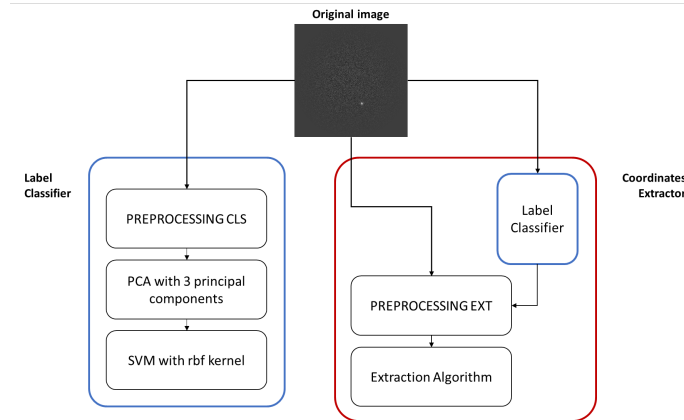 Original image
Label
Classifier
PREPROCESSING CLS
PCA with 3 principal
components
SVM with rbf kernel
Coordinates
Extractor
Label
Classifier
PREPROCESSING EXT
Extraction Algorithm